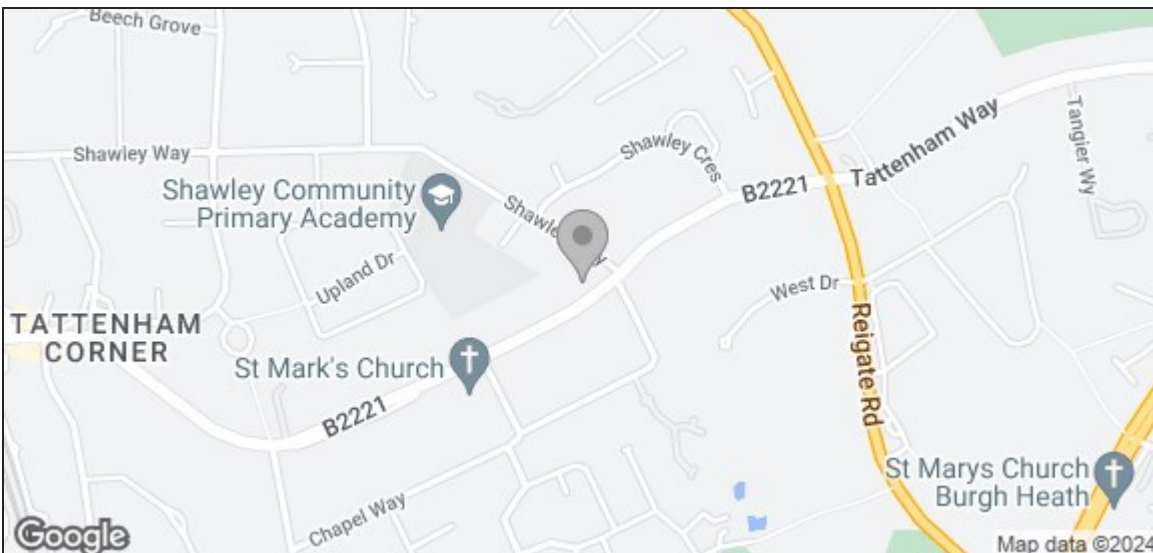 Beech Grove
Shawley Way
Shawley Community
Primary Academy
Shawley Cres
Tattenham Way
Tangier Wy
B2221
Upland Dr
West Dr
TATTENHAM
CORNER
Reigate Rd
St Mark's Church
B2221
St Marys Church
Burgh Heath
Chapel Way
Google
Map data ©2024